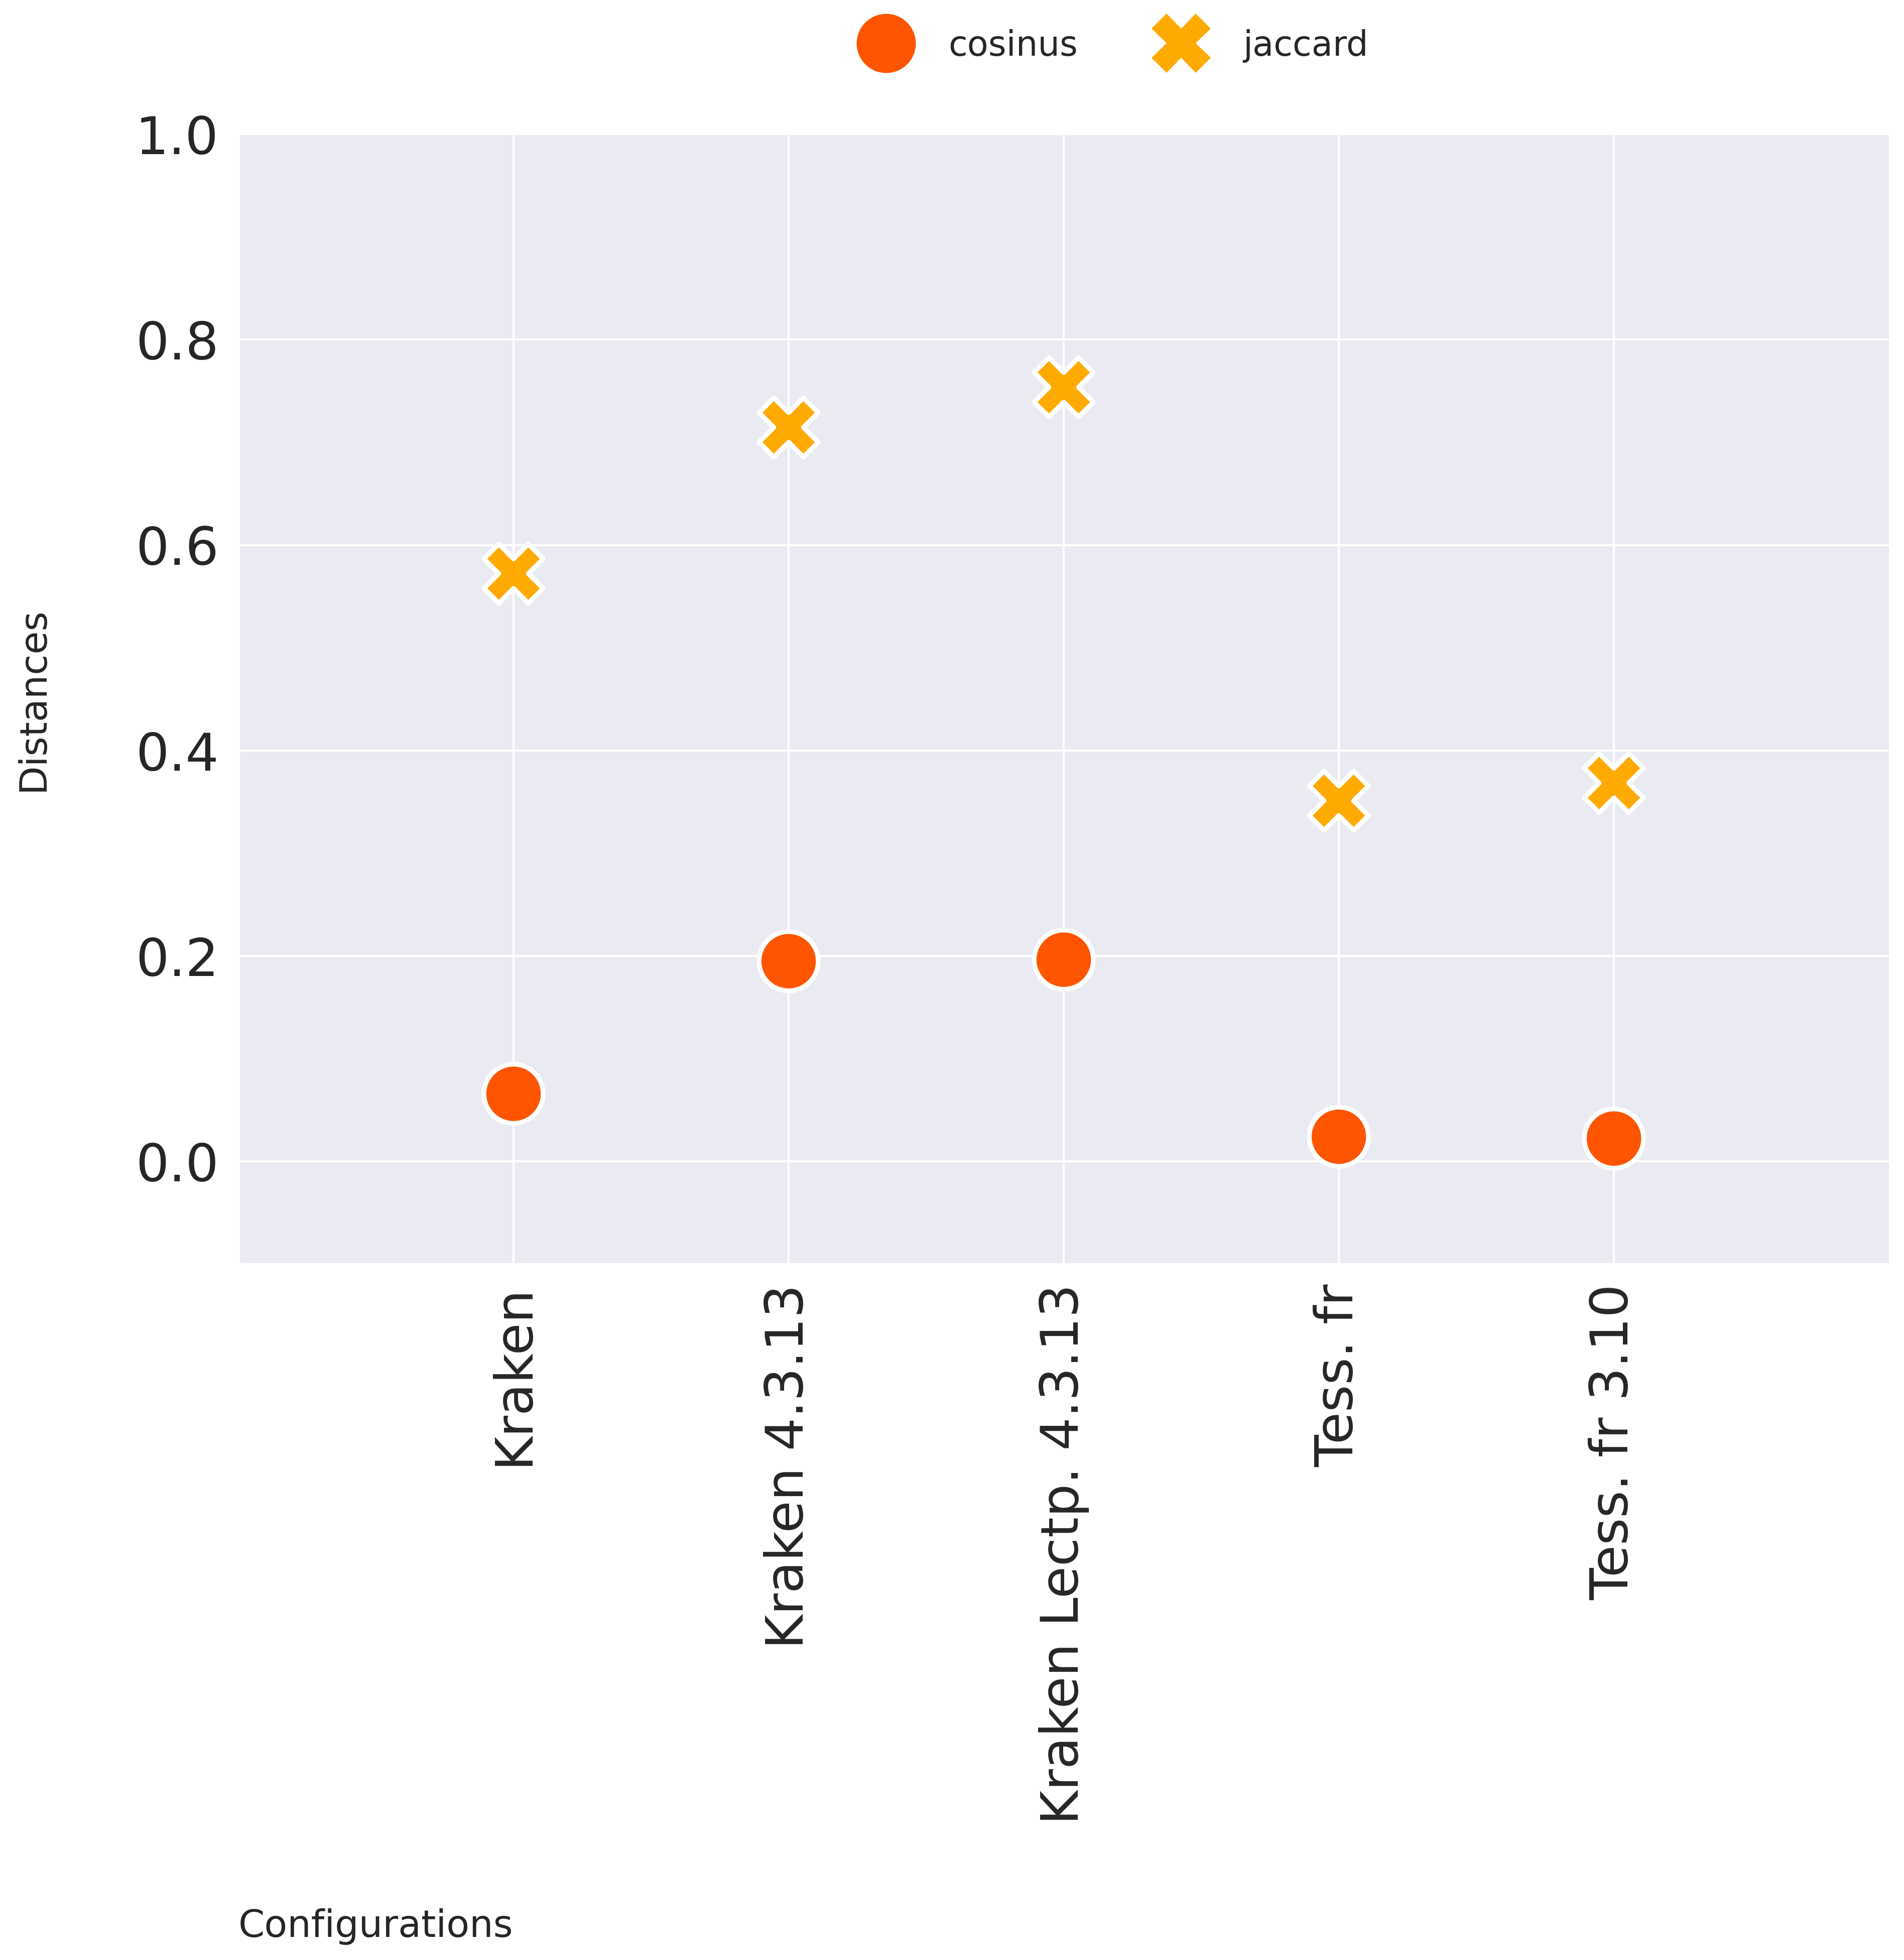 cosinus jaccard
1.0
0.8
0.6
0.4
0.2
0.0
Distances
Kraken
Kraken 4.3.13
Kraken Lectp. 4.3.13
Tess. fr
Tess. fr 3.10
Configurations